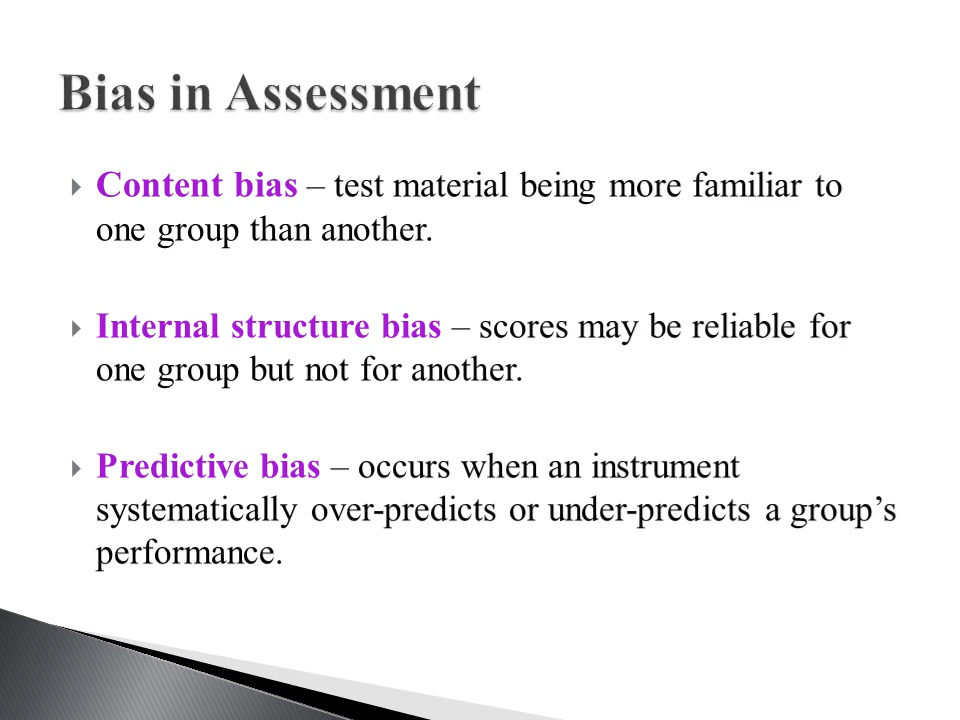 Bias in Assessment
Content bias – test material being more familiar to
one group than another.
Internal structure bias – scores may be reliable for
one group but not for another.
Predictive bias – occurs when an instrument
systematically over-predicts or under-predicts a group’s
performance.